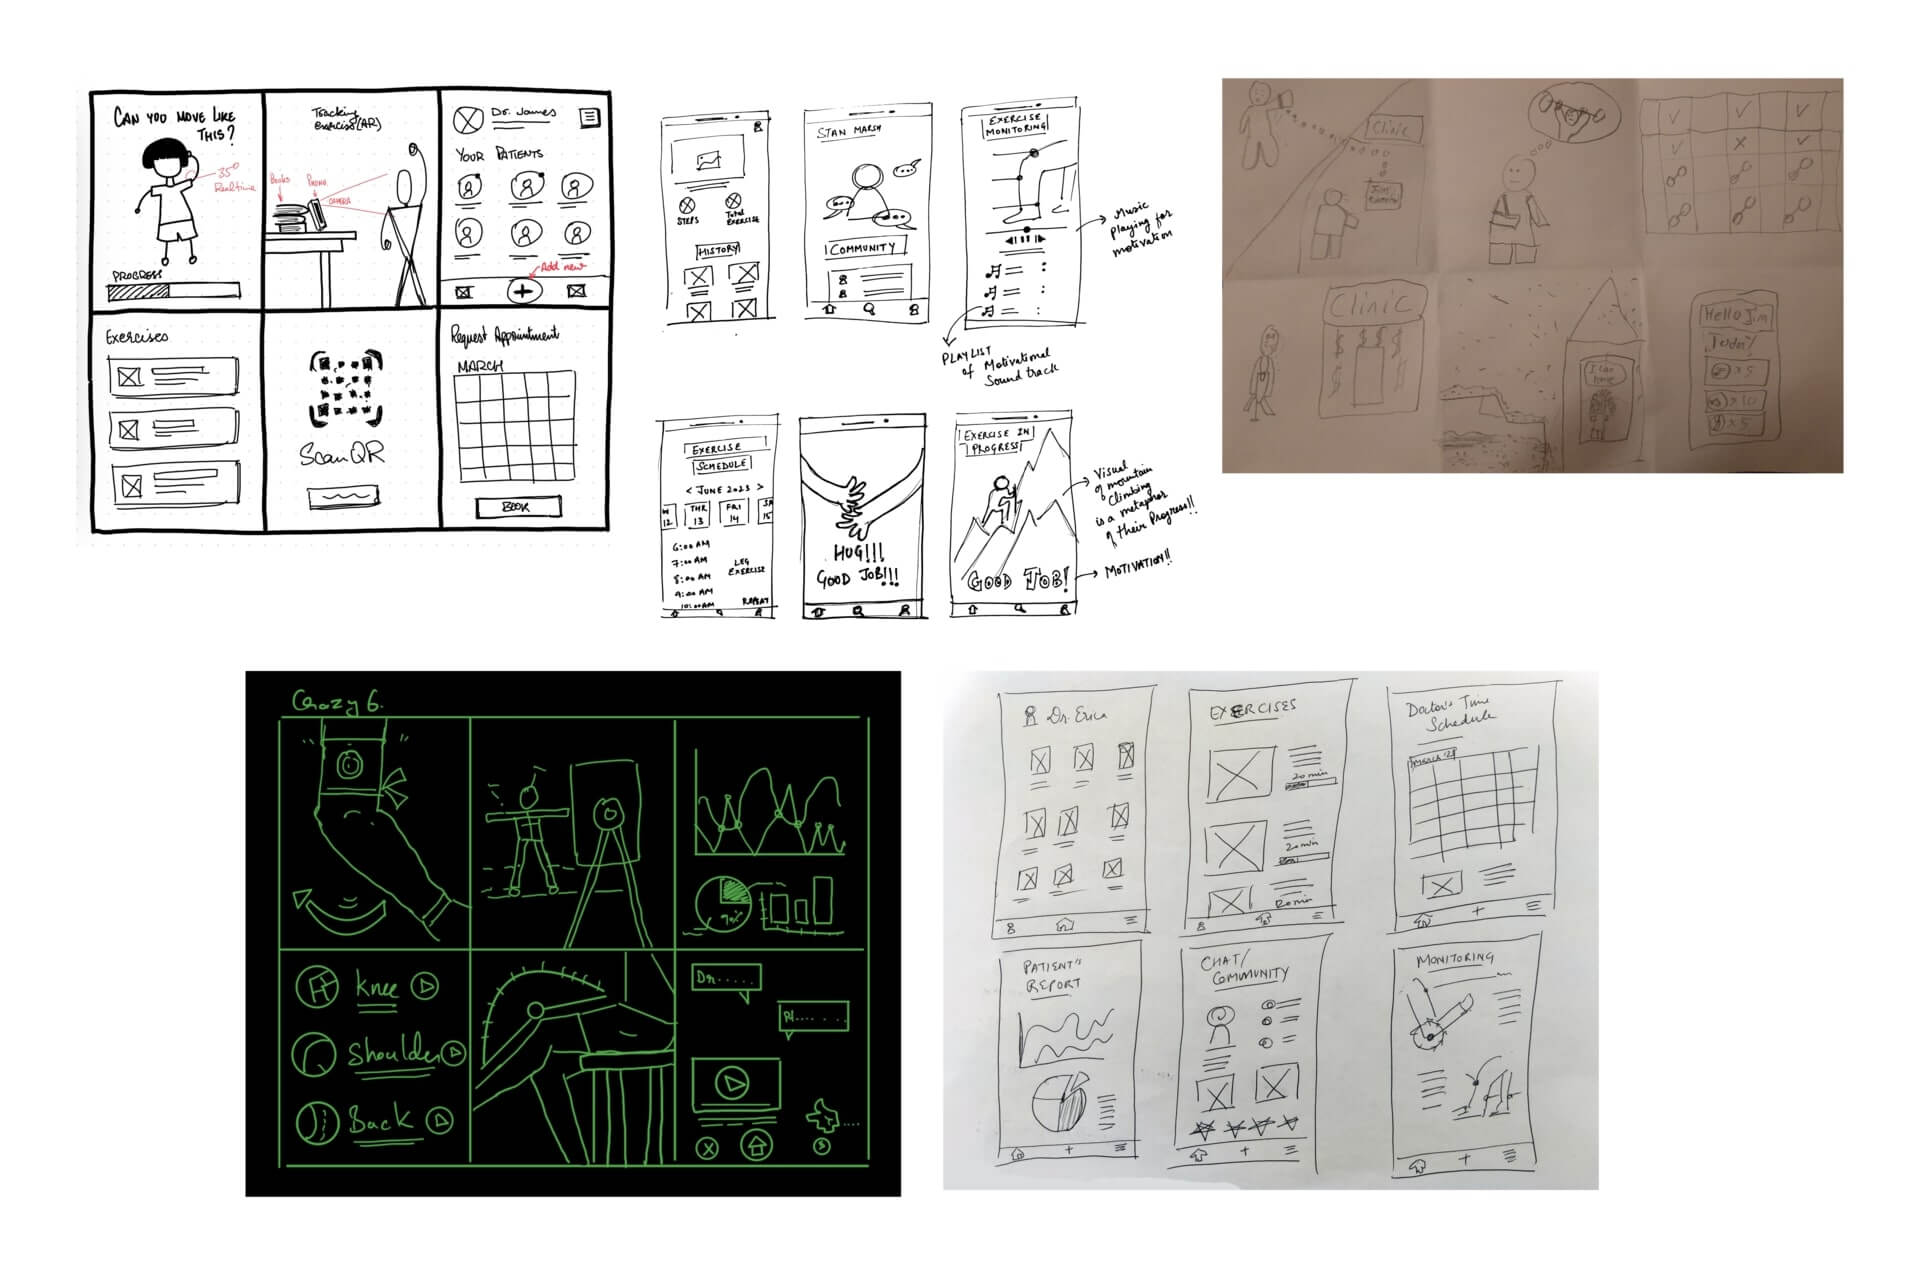 CAN YOU MOVE LIKE
THIS?
35°
Realtime
PROGRESS
Tracking
Exercise (AR)
Books
Phone
CAMERA
Dr. James
YOUR PATIENTS
Add new
Exercises
Scan QR
Request Appointment
MARCH
BOOK
STEPS
Total
EXERCISE
HISTORY
STAN MARSH
COMMUNITY
EXERCISE
MONITORING
Music
playing for
motivation
PLAYLIST
of Motivational
Sound track
EXERCISE
SCHEDULE
< JUNE 2023 >
12
THR
13
FRI
14
15
6:00 AM
7:00 AM
8:00 AM
9:00 AM
10:00 AM
LEG
EXERCISE
REPEAT
HUG!!!
GOOD JOB!!!
EXERCISE IN
PROGRESS
GOOD JOB!
Visual
of mountain
Climbing
is a metaphor
of their Progress!!
MOTIVATION!!
Clinic
Clinic
I Can
Hello Jim
Today
x 5
x 10
x 5
Crazy 6.
Knee
Shoulder
Back
Dr.....
Dr. Erica
EXERCISES
20 min
20 min
20 min
Doctor's Time
Schedule
PATIENT'S
REPORT
CHAT/
COMMUNITY
MONITORING